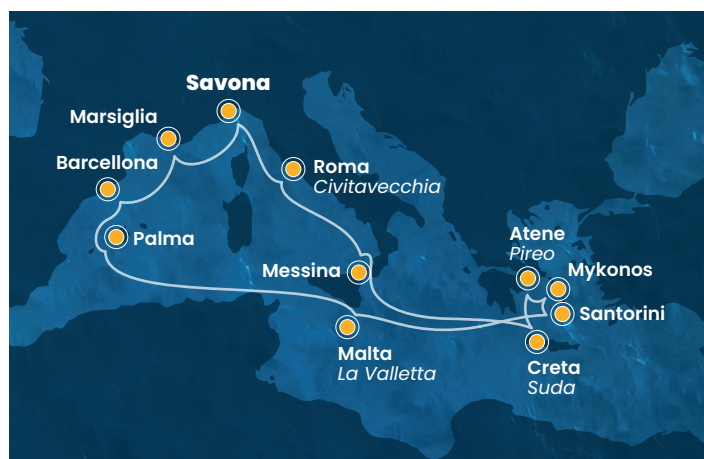 Savona
Marsiglia
Barcellona
Roma
Civitavecchia
Palma
Atene
Pireo
Messina
Mykonos
Santorini
Malta
La Valletta
Creta
Suda